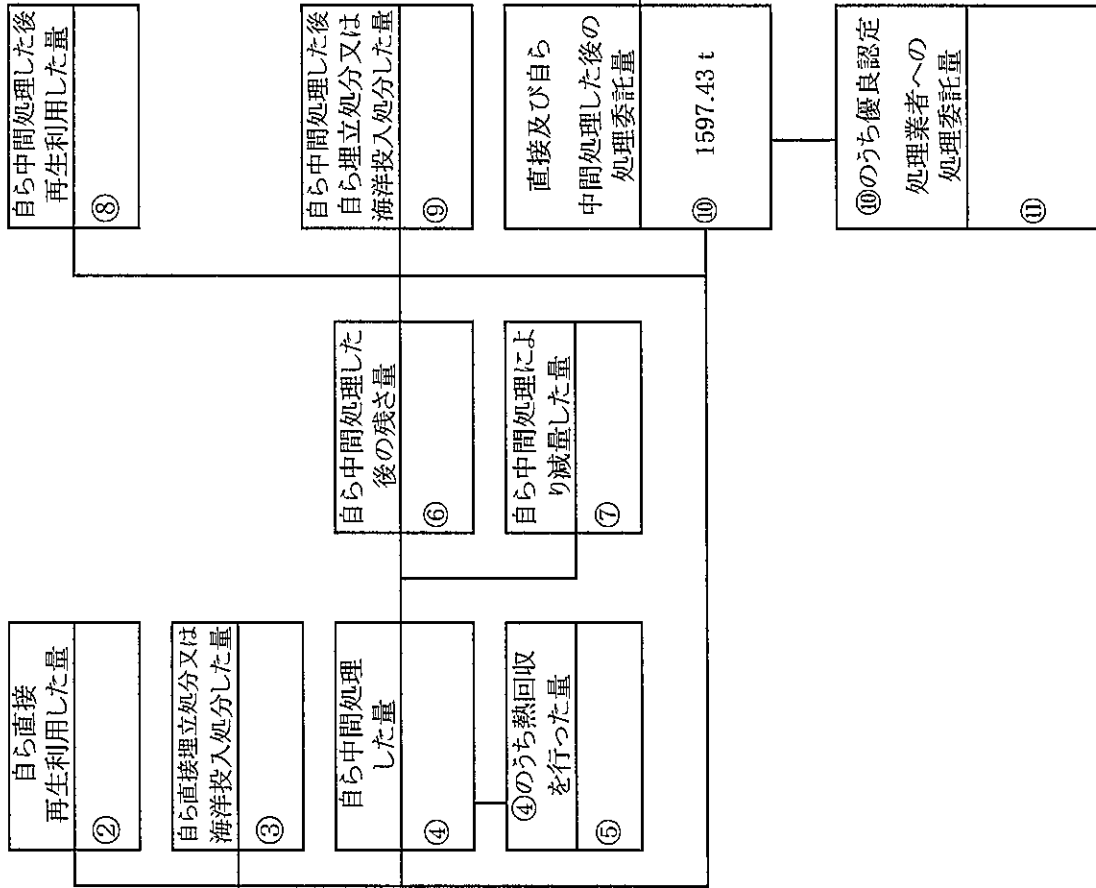 自ら直接
再生利用した量
②
自ら直接埋立処分又は
海洋投入処分した量
③
自ら中間処理
した量
④
④のうち熱回収
を行った量
⑤
自ら中間処理した
後の残さ量
⑥
自ら中間処理によ
り減量した量
⑦
自ら中間処理した後
再生利用した量
⑧
自ら中間処理した後
自ら埋立処分又は
海洋投入処分した量
⑨
直接及び自ら
中間処理した後の
処理委託量
⑩
1597.43 t
⑩のうち優良認定
処理業者への
処理委託量
⑪